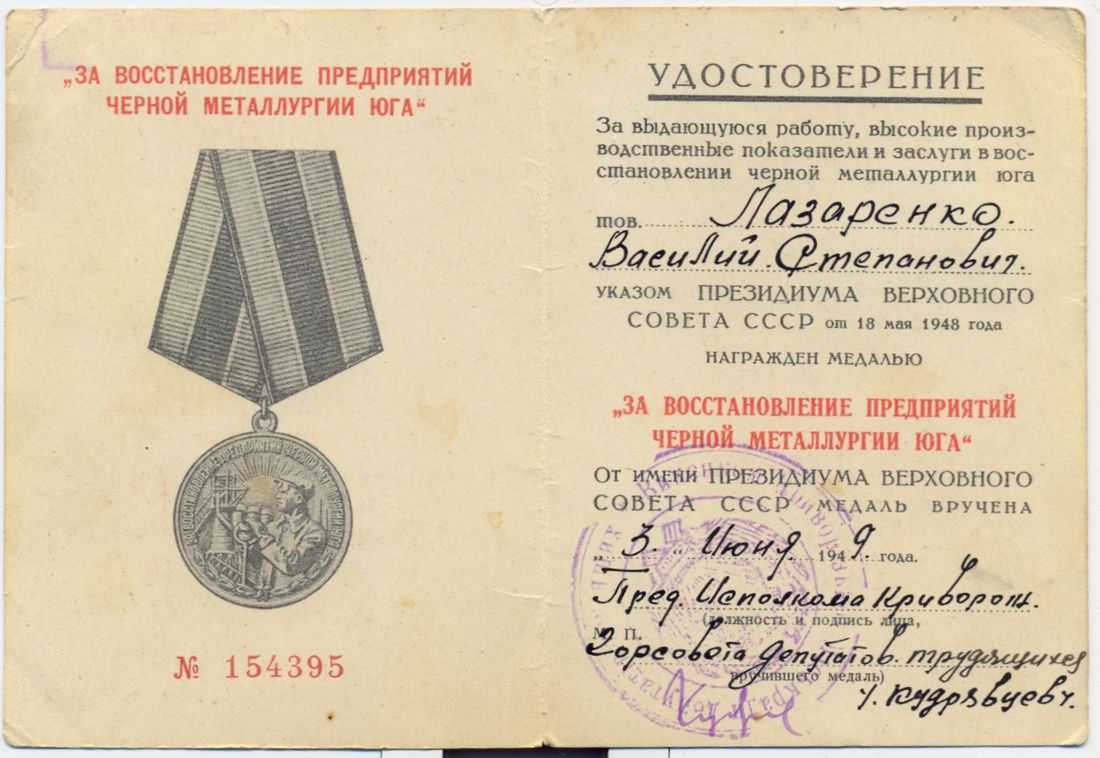 „ЗА ВОССТАНОВЛЕНИЕ ПРЕДПРИЯТИЙ
ЧЕРНОЙ МЕТАЛЛУРГИИ ЮГА“
№ 154395
УДОСТОВЕРЕНИЕ
За выдающуюся работу, высокие произ-
водственные показатели и заслуги в вос-
становлении черной металлургии юга
тов. Лазаренко.
Василий Степанович.
УКАЗОМ ПРЕЗИДИУМА ВЕРХОВНОГО
СОВЕТА СССР от 18 мая 1948 года
НАГРАЖДЕН МЕДАЛЬЮ
„ЗА ВОССТАНОВЛЕНИЕ ПРЕДПРИЯТИЙ
ЧЕРНОЙ МЕТАЛЛУРГИИ ЮГА“
От имени ПРЕЗИДИУМА ВЕРХОВНОГО
СОВЕТА СССР МЕДАЛЬ ВРУЧЕНА
„3“ Июня 1949 года.
Пред. Исполкома Криворож.
(должность и подпись лица,
М. П.
Горсовета Депутатов трудящихся
вручившего медаль)
Кудрявцев